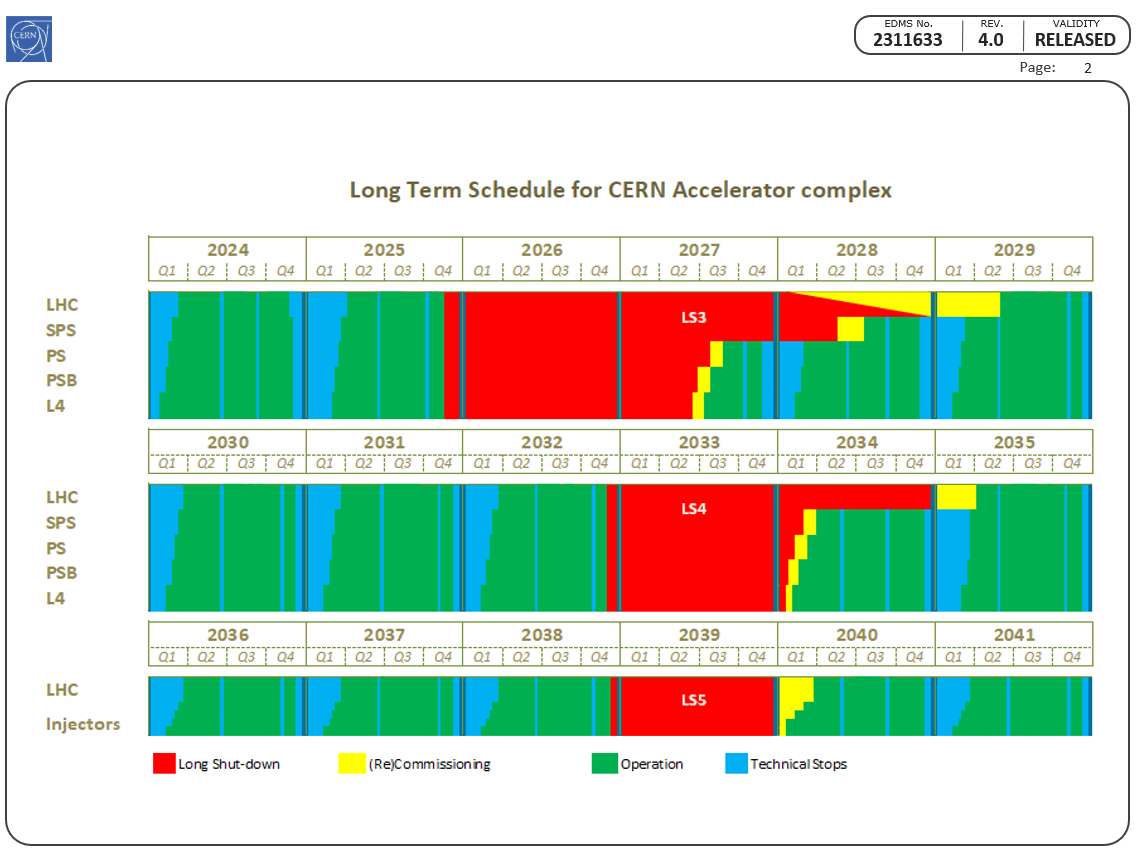 CERN
EDMS No. REV. VALIDITY
2311633 4.0 RELEASED
Page: 2
Long Term Schedule for CERN Accelerator complex
2024 2025 2026 2027 2028 2029
Q1 Q2 Q3 Q4 Q1 Q2 Q3 Q4 Q1 Q2 Q3 Q4 Q1 Q2 Q3 Q4 Q1 Q2 Q3 Q4 Q1 Q2 Q3 Q4
LHC
LS3
SPS
PS
PSB
L4
2030 2031 2032 2033 2034 2035
Q1 Q2 Q3 Q4 Q1 Q2 Q3 Q4 Q1 Q2 Q3 Q4 Q1 Q2 Q3 Q4 Q1 Q2 Q3 Q4 Q1 Q2 Q3 Q4
LHC
LS4
SPS
PS
PSB
L4
2036 2037 2038 2039 2040 2041
Q1 Q2 Q3 Q4 Q1 Q2 Q3 Q4 Q1 Q2 Q3 Q4 Q1 Q2 Q3 Q4 Q1 Q2 Q3 Q4 Q1 Q2 Q3 Q4
LHC
LS5
Injectors
Long Shut-down (Re)Commissioning Operation Technical Stops